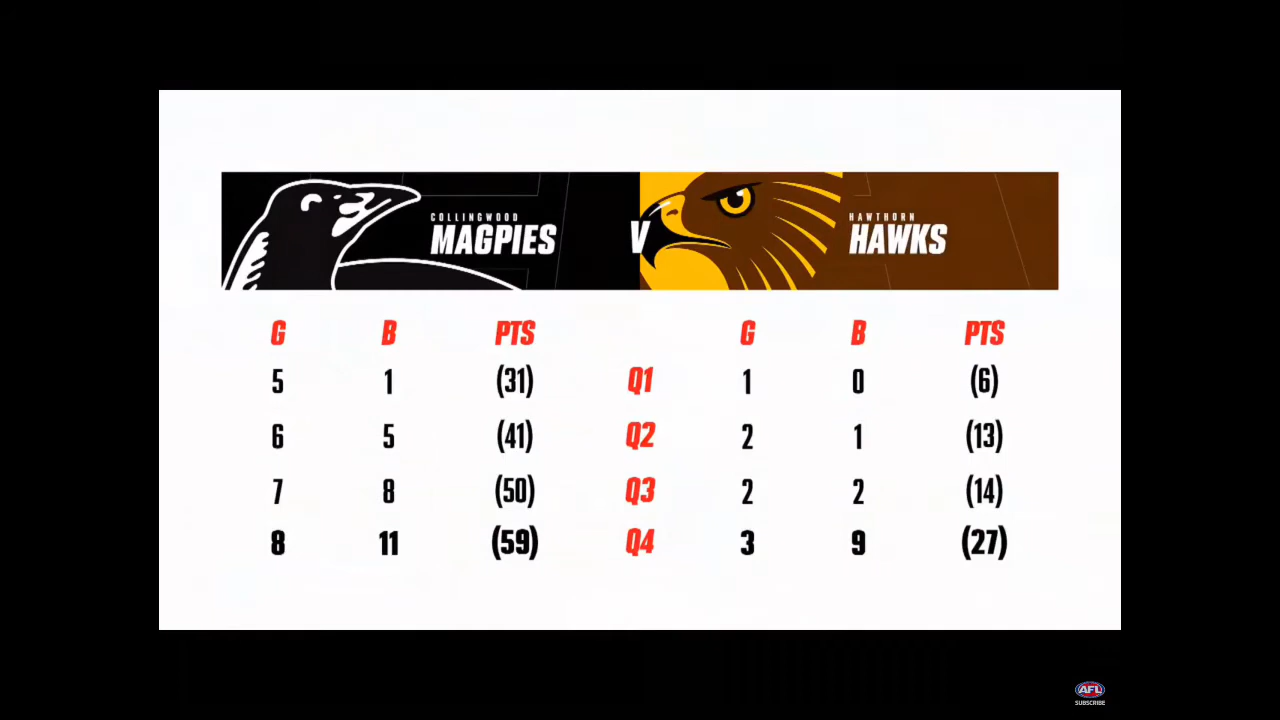 COLLINGWOOD
MAGPIES
V
HAWTHORN
HAWKS
G B PTS G B PTS
5 1 (31) Q1 1 0 (6)
6 5 (41) Q2 2 1 (13)
7 8 (50) Q3 2 2 (14)
8 11 (59) Q4 3 9 (27)
AFL
SUBSCRIBE